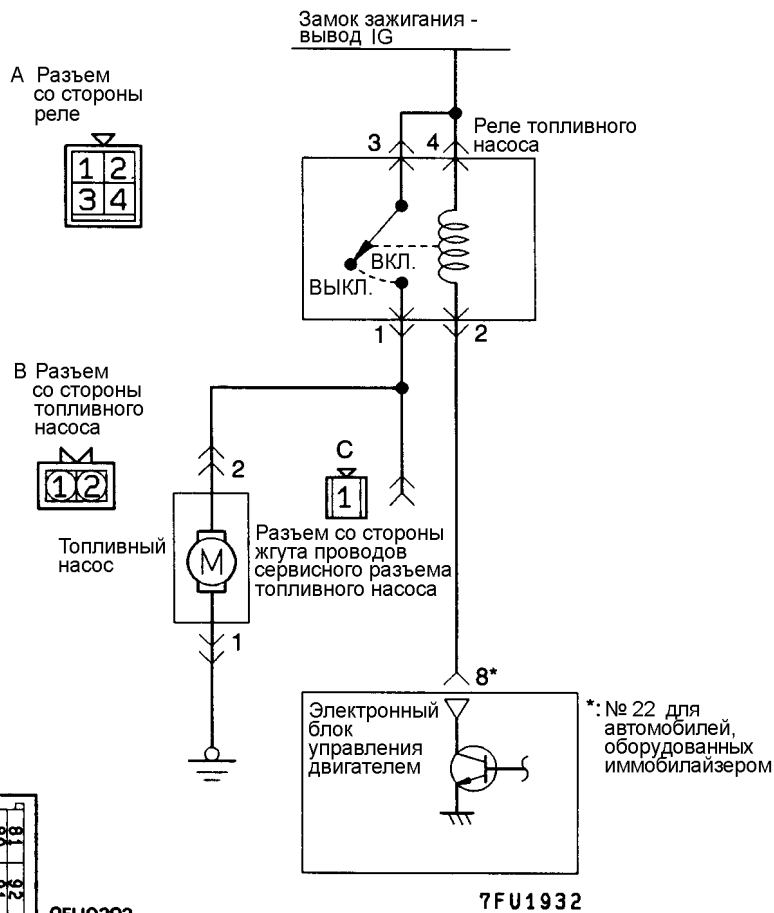 Замок зажигания -
вывод IG
A Разъем
со стороны
реле
1 2
3 4
3 4
Реле топливного
насоса
ВКЛ.
ВЫКЛ.
1 2
B Разъем
со стороны
топливного
насоса
1 2
2
C
1
Разъем со стороны
жгута проводов
сервисного разъема
топливного насоса
Топливный
насос
M
1
8*
Электронный
блок
управления
двигателем
*: № 22 для
автомобилей,
оборудованных
иммобилайзером
81
92
7FU1932